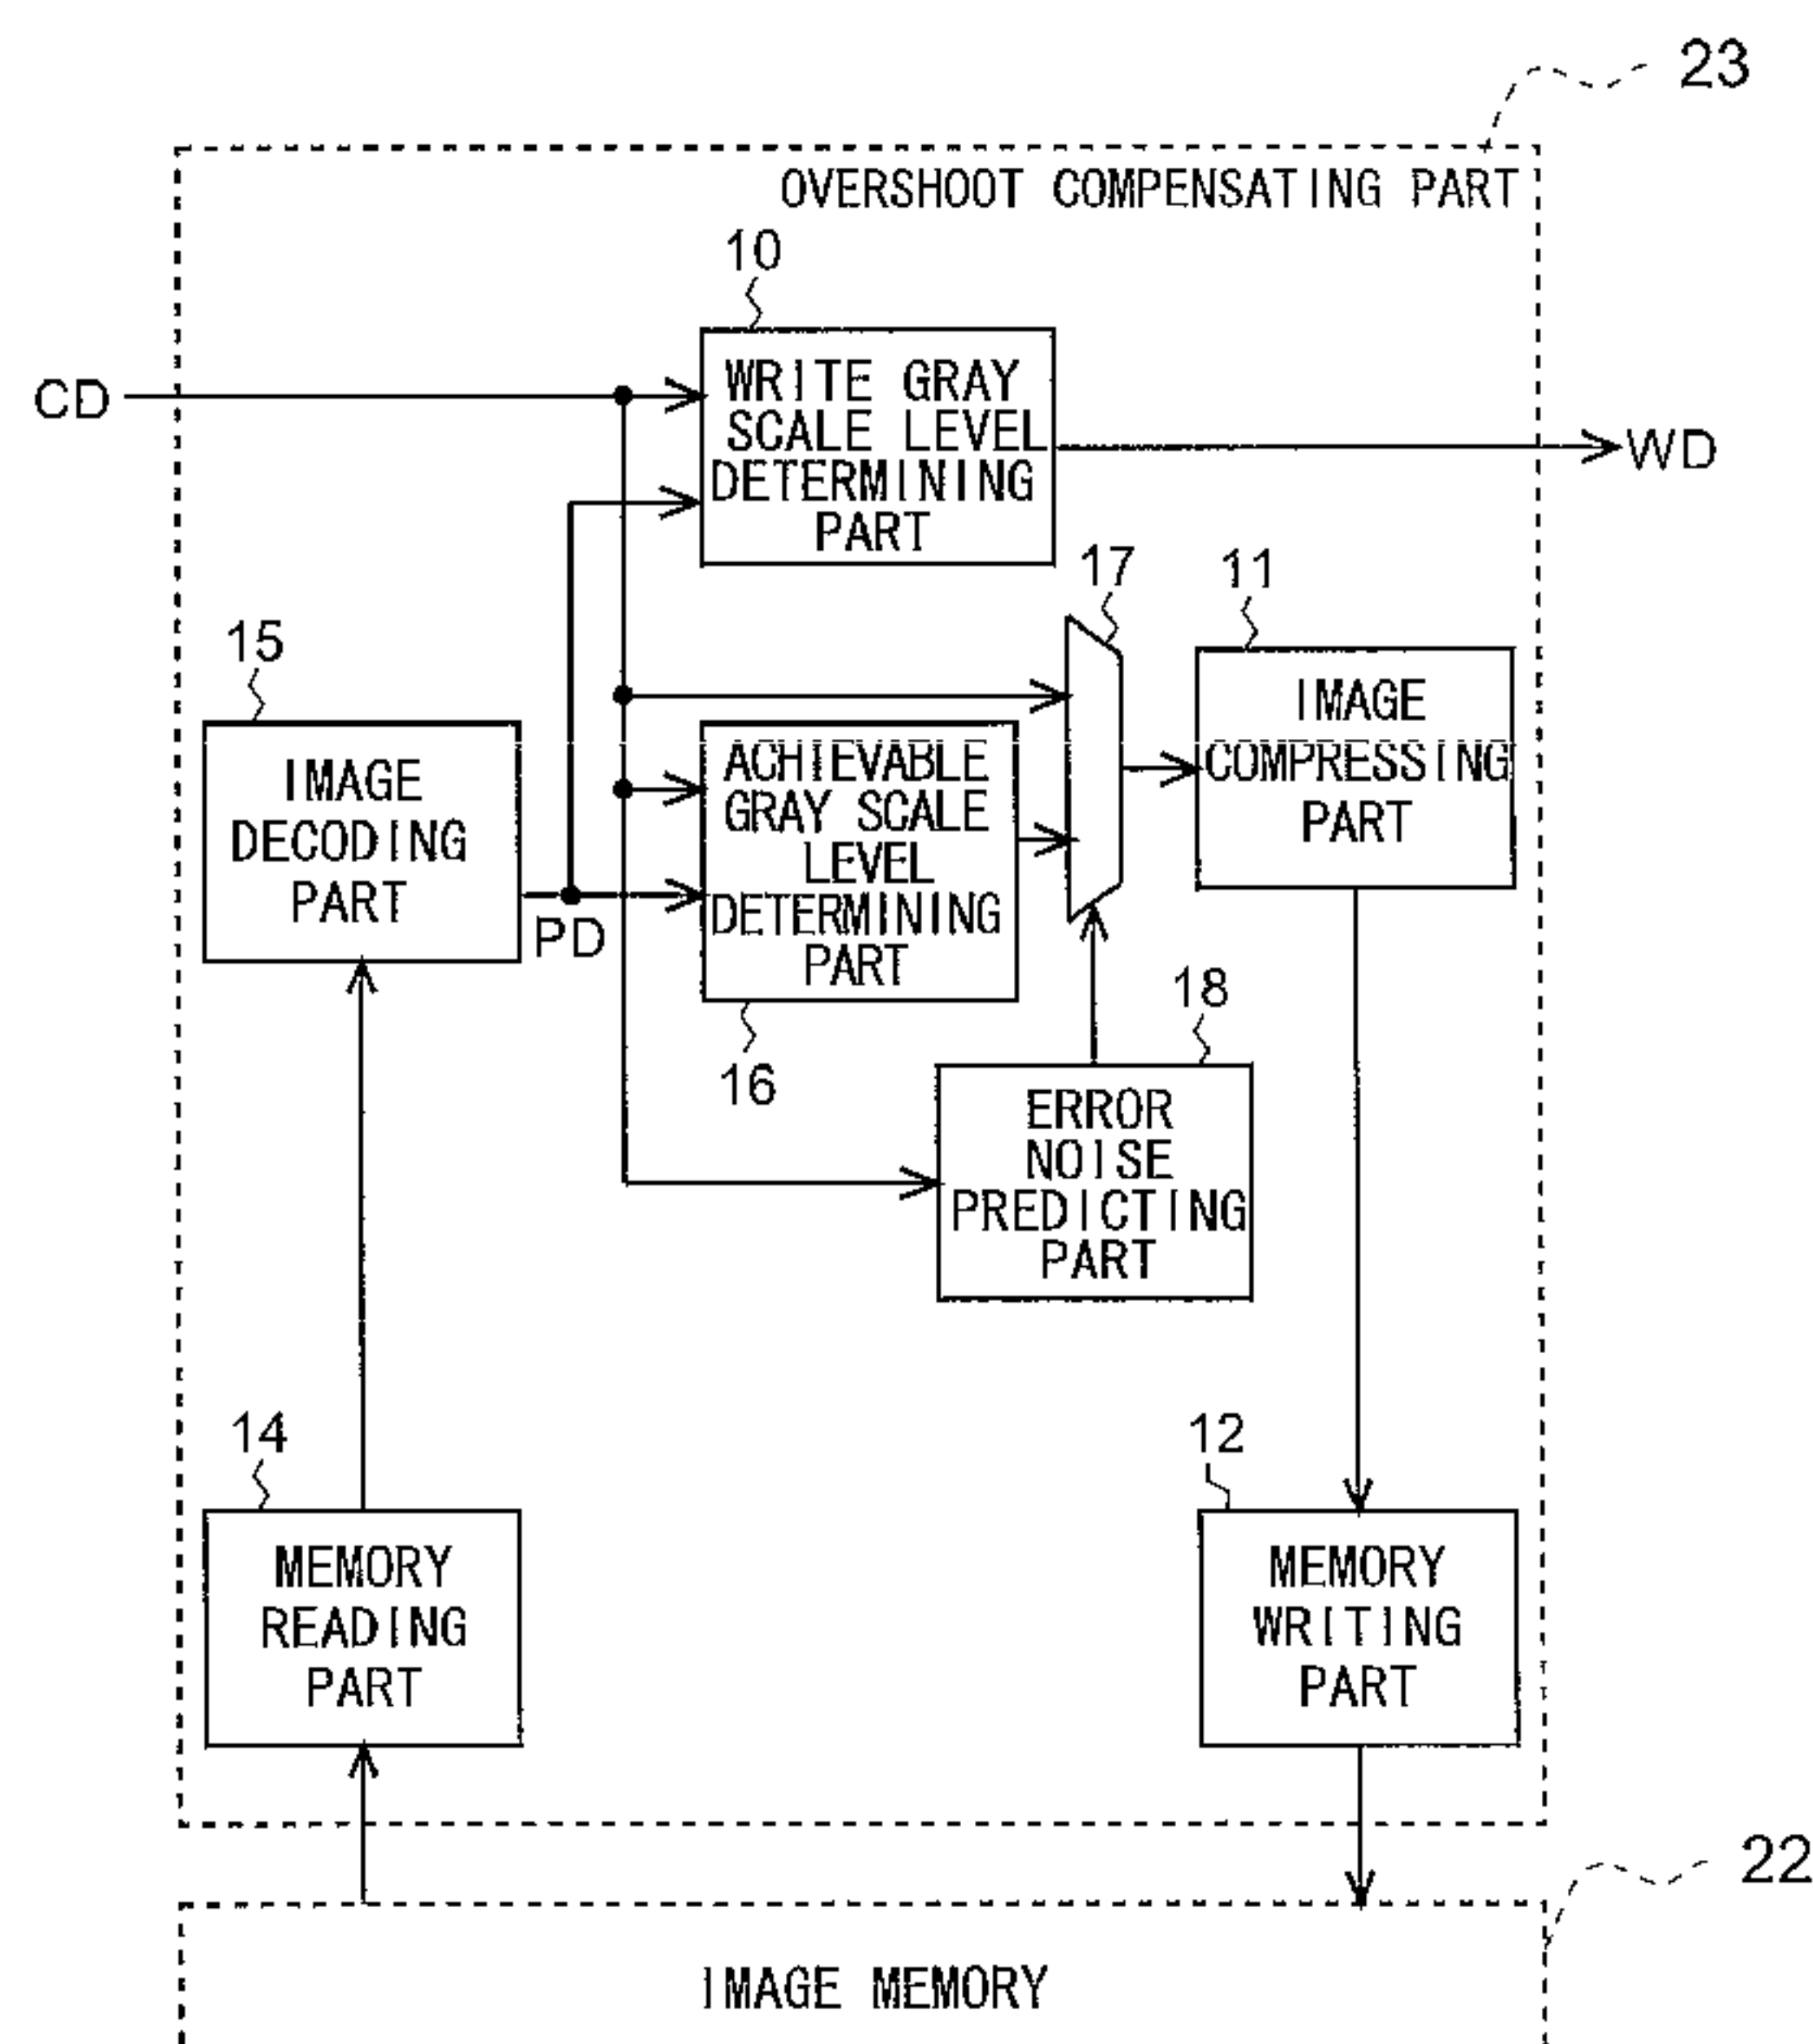 23
OVERSHOOT COMPENSATING PART
10
CD
WRITE GRAY
SCALE LEVEL
DETERMINING
PART
WD
17
11
15
IMAGE
DECODING
PART
PD
ACHIEVABLE
GRAY SCALE
LEVEL
DETERMINING
PART
16
IMAGE
COMPRESSING
PART
18
ERROR
NOISE
PREDICTING
PART
14
MEMORY
READING
PART
12
MEMORY
WRITING
PART
22
IMAGE MEMORY